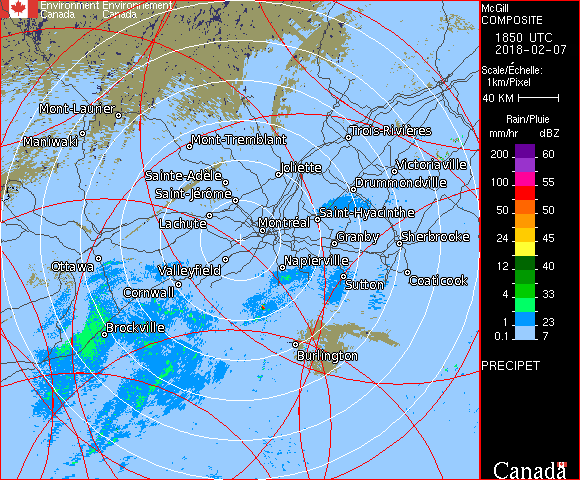 Environment Environnement
Canada Canada
McGill
COMPOSITE
1850 UTC
2018-02-07
Scale/Échelle:
1km/Pixel
40 KM
Rain/Pluie
mm/hr dBZ
200 60
100 55
50 50
24 45
12 40
4 33
1 23
0.1 7
PRECIPET
Mont-Laurier
Maniwaki
Mont-Tremblant
Trois-Rivières
Joliette
Victoriaville
Sainte-Adèle
Drummondville
Saint-Jérôme
Saint-Hyacinthe
Lachute
Montréal
Granby
Sherbrooke
Ottawa
Valleyfield
Napierville
Cornwall
Sutton
Coaticook
Brockville
Burlington
Canada